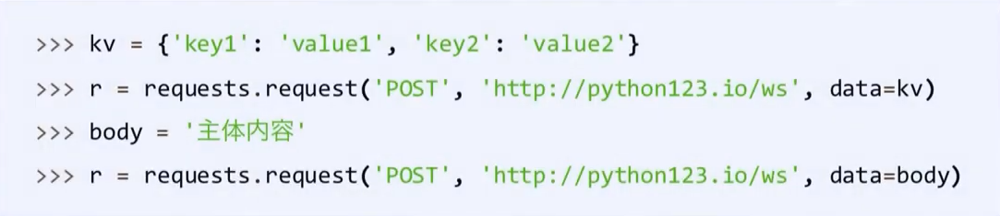 >>> kv = {'key1': 'value1', 'key2': 'value2'}
>>> r = requests.request('POST', 'http://python123.io/ws', data=kv)
>>> body = '主体内容'
>>> r = requests.request('POST', 'http://python123.io/ws', data=body)